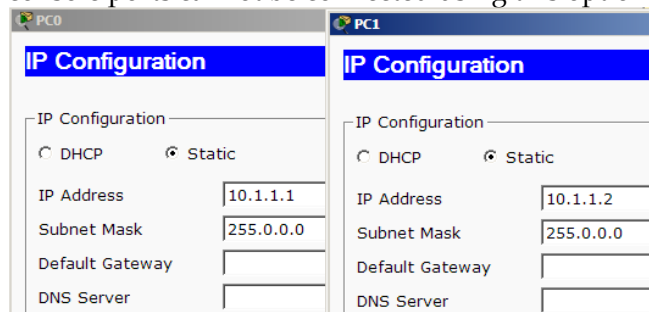 PC0
IP Configuration
IP Configuration
DHCP Static
IP Address 10.1.1.1
Subnet Mask 255.0.0.0
Default Gateway
DNS Server
PC1
IP Configuration
IP Configuration
DHCP Static
IP Address 10.1.1.2
Subnet Mask 255.0.0.0
Default Gateway
DNS Server